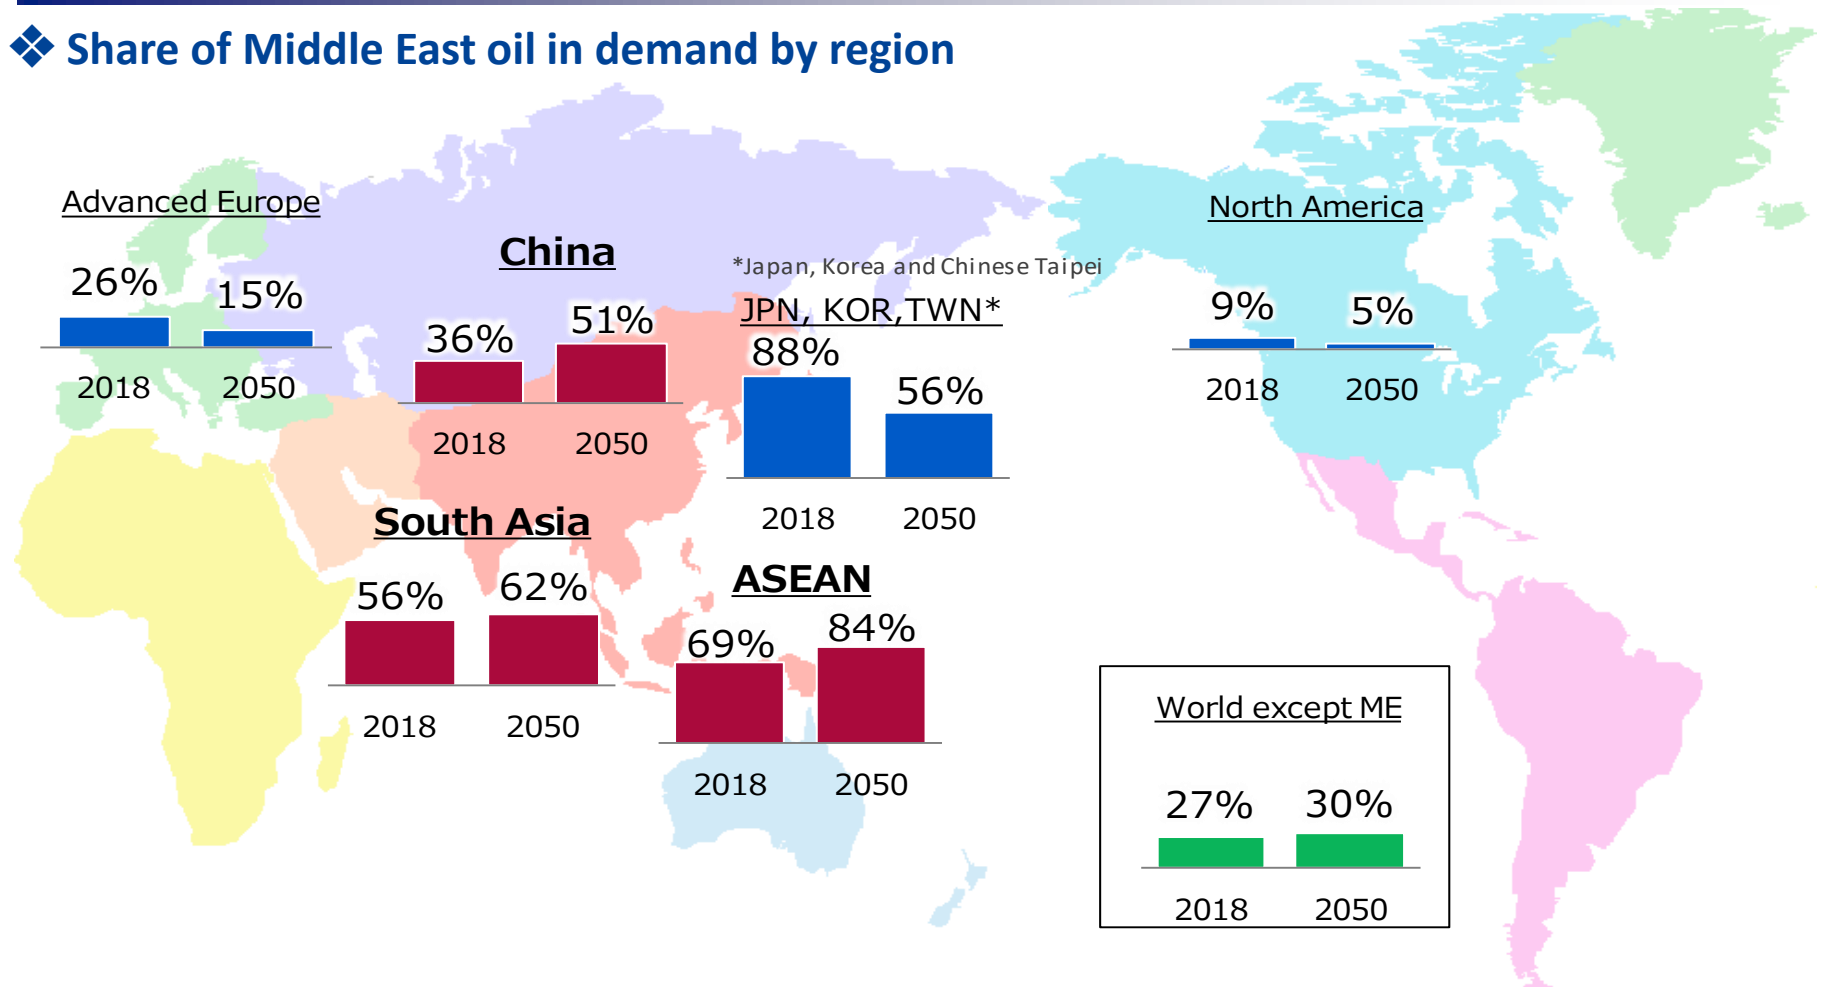 ❖ Share of Middle East oil in demand by region
Advanced Europe
26% 15%
2018 2050
China
36% 51%
2018 2050
*Japan, Korea and Chinese Taipei
JPN, KOR,TWN*
88% 56%
2018 2050
North America
9% 5%
2018 2050
South Asia
56% 62%
2018 2050
ASEAN
69% 84%
2018 2050
World except ME
27% 30%
2018 2050